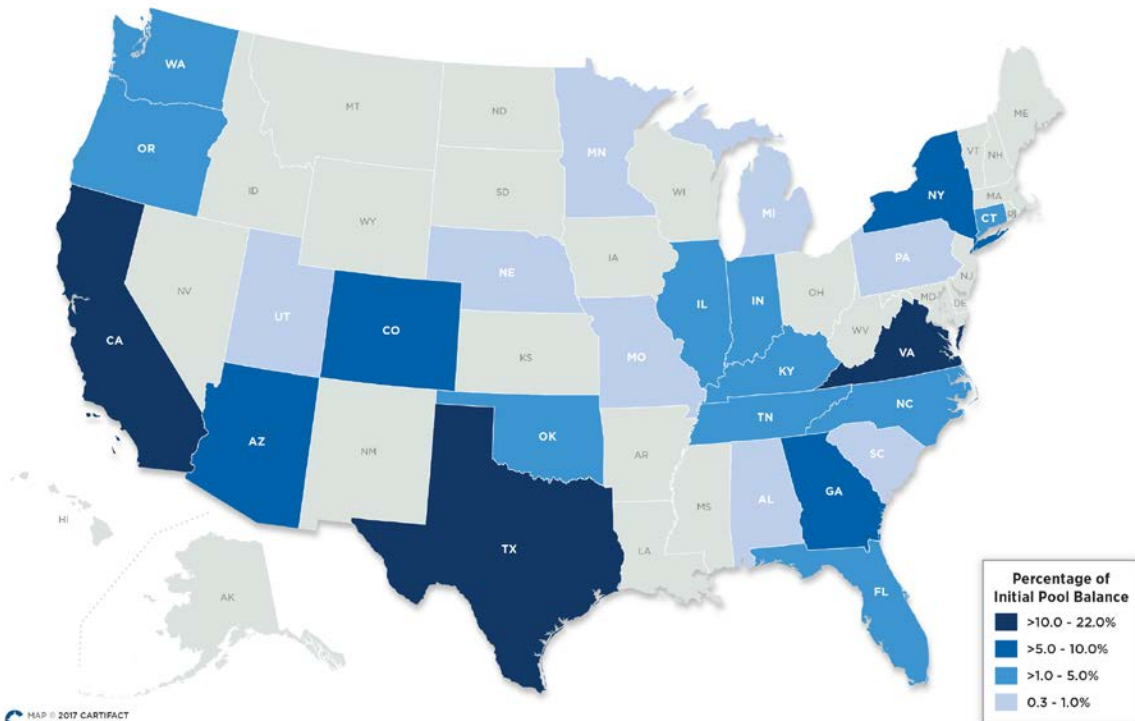 WA
MT
ND
ME
OR
MN
VT
NH
ID
SD
WI
NY
MA
WY
MI
CT
RI
IA
PA
NE
NJ
NV
OH
MD
DE
UT
IL
IN
CO
WV
CA
KS
MO
VA
KY
NC
TN
OK
AZ
NM
AR
SC
MS
AL
GA
HI
TX
LA
AK
FL
Percentage of
Initial Pool Balance
>10.0 - 22.0%
>5.0 - 10.0%
>1.0 - 5.0%
0.3 - 1.0%
MAP © 2017 CARTIFACT